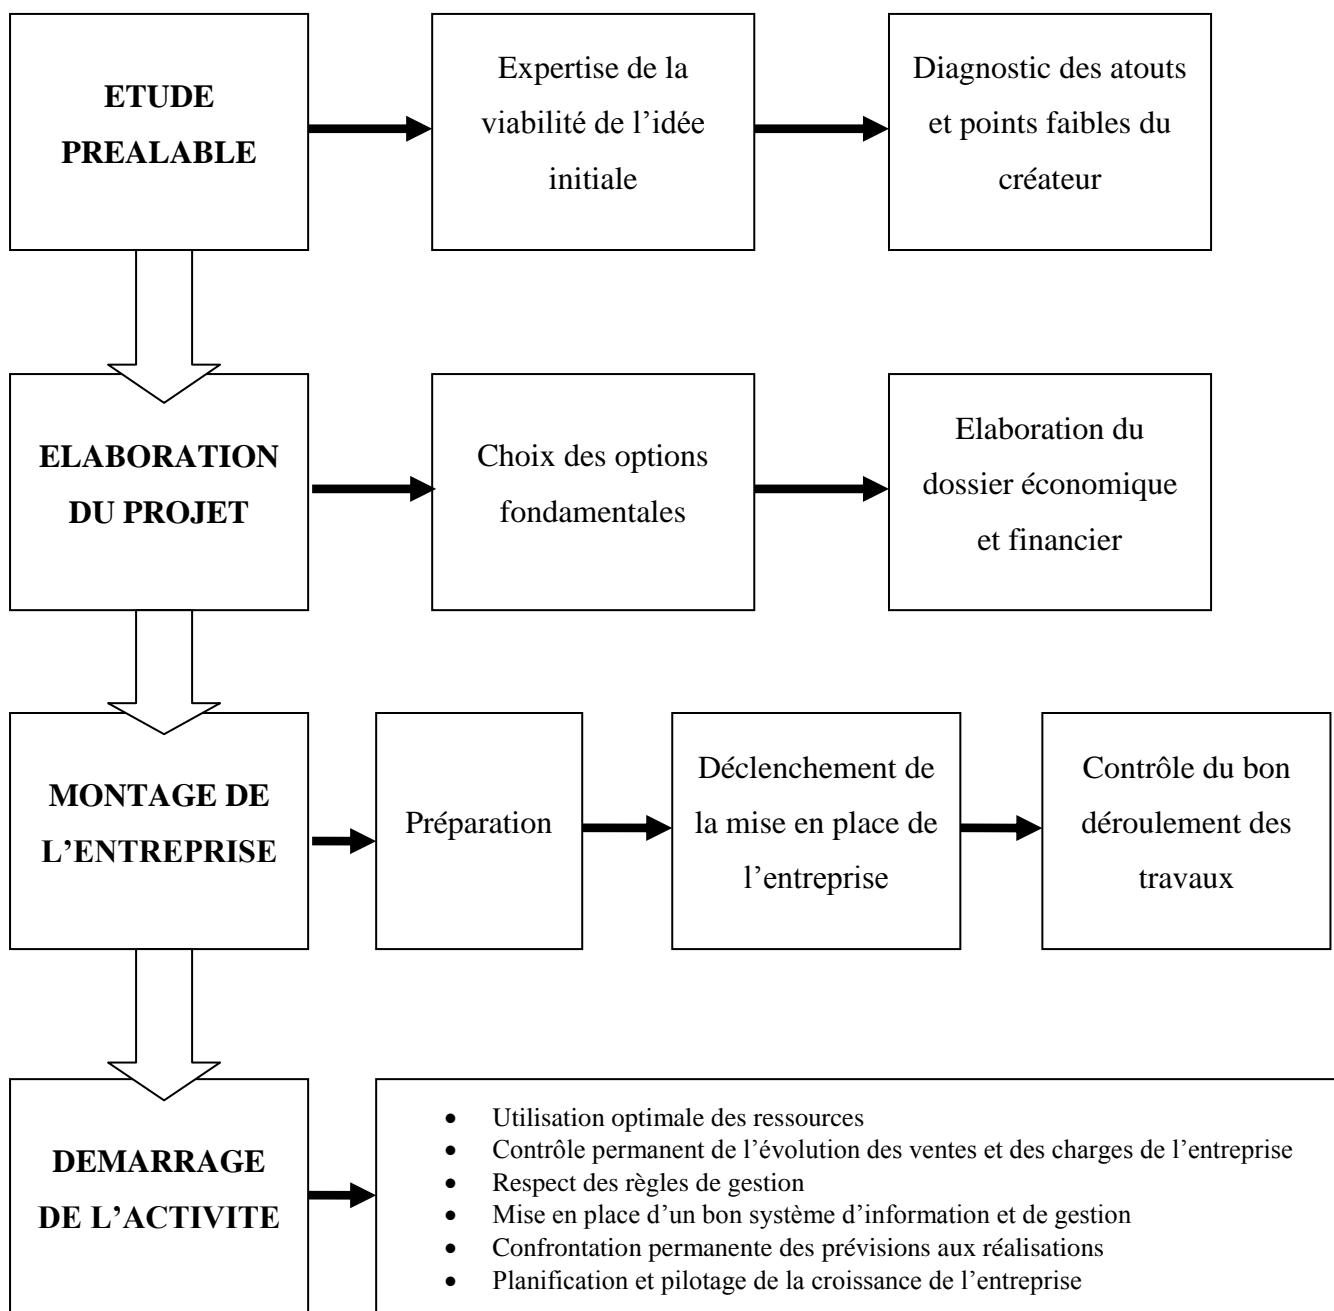 ETUDE
PREALABLE
Expertise de la
viabilité de l’idée
initiale
Diagnostic des atouts
et points faibles du
créateur
ELABORATION
DU PROJET
Choix des options
fondamentales
Elaboration du
dossier économique
et financier
MONTAGE DE
L’ENTREPRISE
Préparation
Déclenchement de
la mise en place de
l’entreprise
Contrôle du bon
déroulement des
travaux
DEMARRAGE
DE L’ACTIVITE
• Utilisation optimale des ressources
• Contrôle permanent de l’évolution des ventes et des charges de l’entreprise
• Respect des règles de gestion
• Mise en place d’un bon système d’information et de gestion
• Confrontation permanente des prévisions aux réalisations
• Planification et pilotage de la croissance de l’entreprise